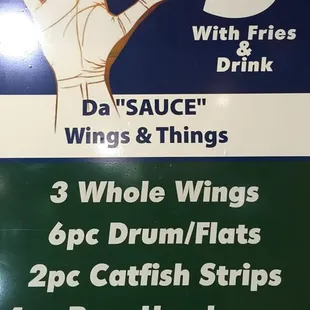 With Fries
&
Drink
Da "SAUCE"
Wings & Things
3 Whole Wings
6pc Drum/Flats
2pc Catfish Strips